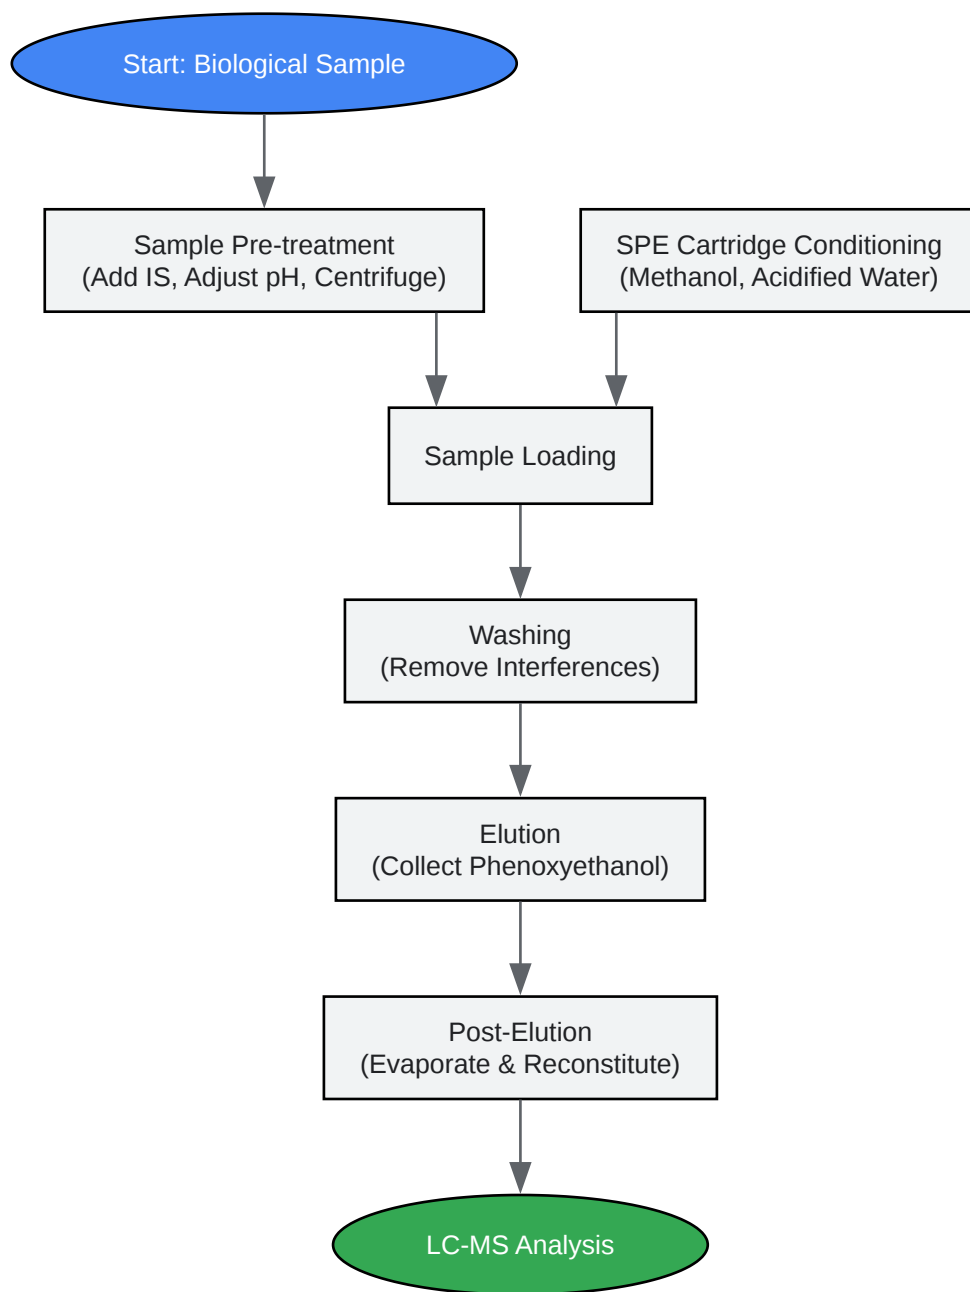 Start: Biological Sample
Sample Pre-treatment
(Add IS, Adjust pH, Centrifuge)
SPE Cartridge Conditioning
(Methanol, Acidified Water)
Sample Loading
Washing
(Remove Interferences)
Elution
(Collect Phenoxyethanol)
Post-Elution
(Evaporate & Reconstitute)
LC-MS Analysis